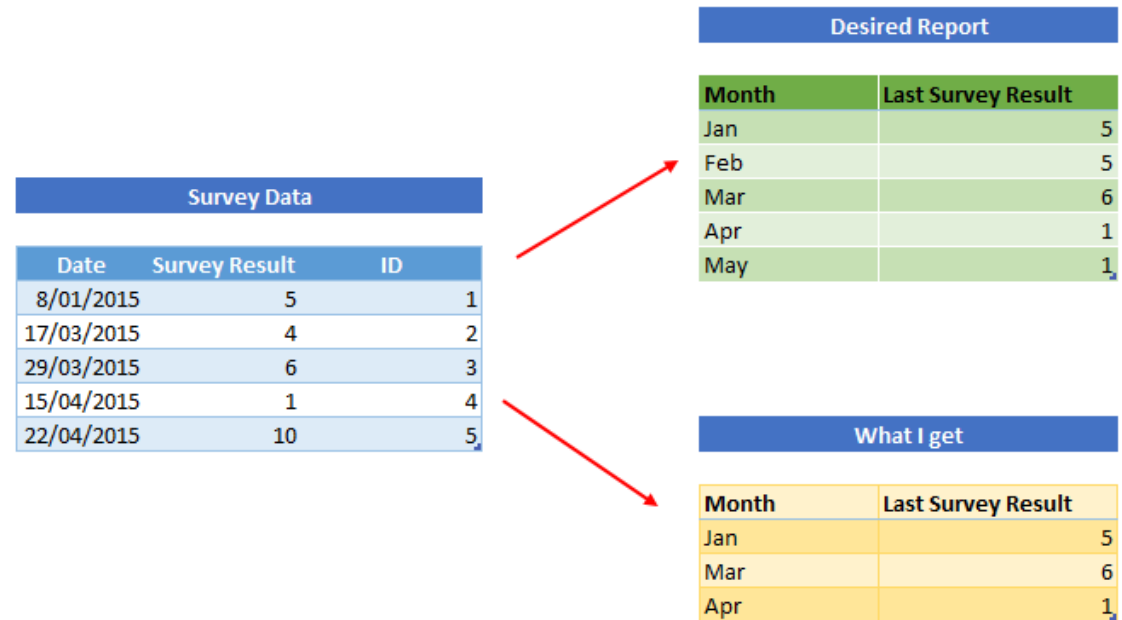 Desired Report
Month Last Survey Result
Jan 5
Feb 5
Mar 6
Apr 1
May 1
Survey Data
Date Survey Result ID
8/01/2015 5 1
17/03/2015 4 2
29/03/2015 6 3
15/04/2015 1 4
22/04/2015 10 5
What I get
Month Last Survey Result
Jan 5
Mar 6
Apr 1